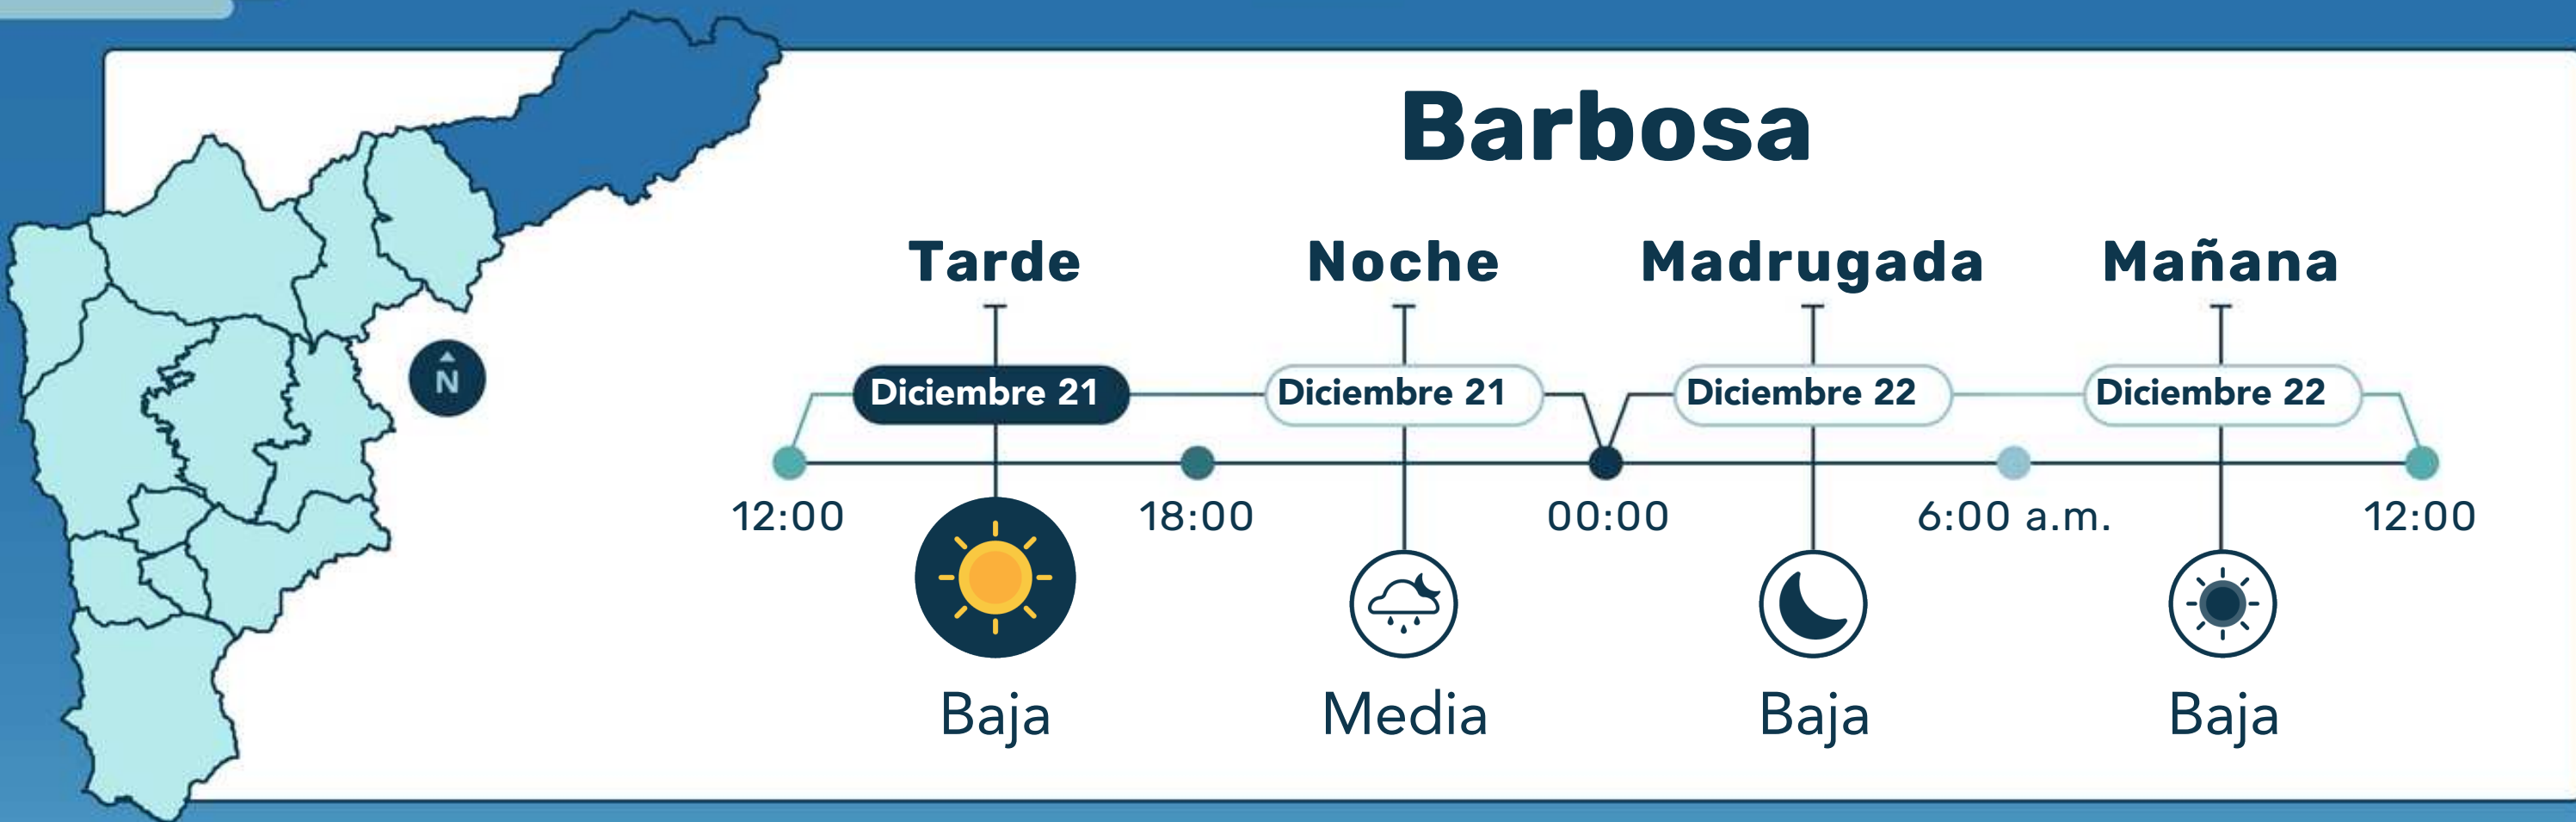 Barbosa
Tarde Noche Madrugada Mañana
Diciembre 21 Diciembre 21 Diciembre 22 Diciembre 22
N
12:00 18:00 00:00 6:00 a.m. 12:00
Baja Media Baja Baja